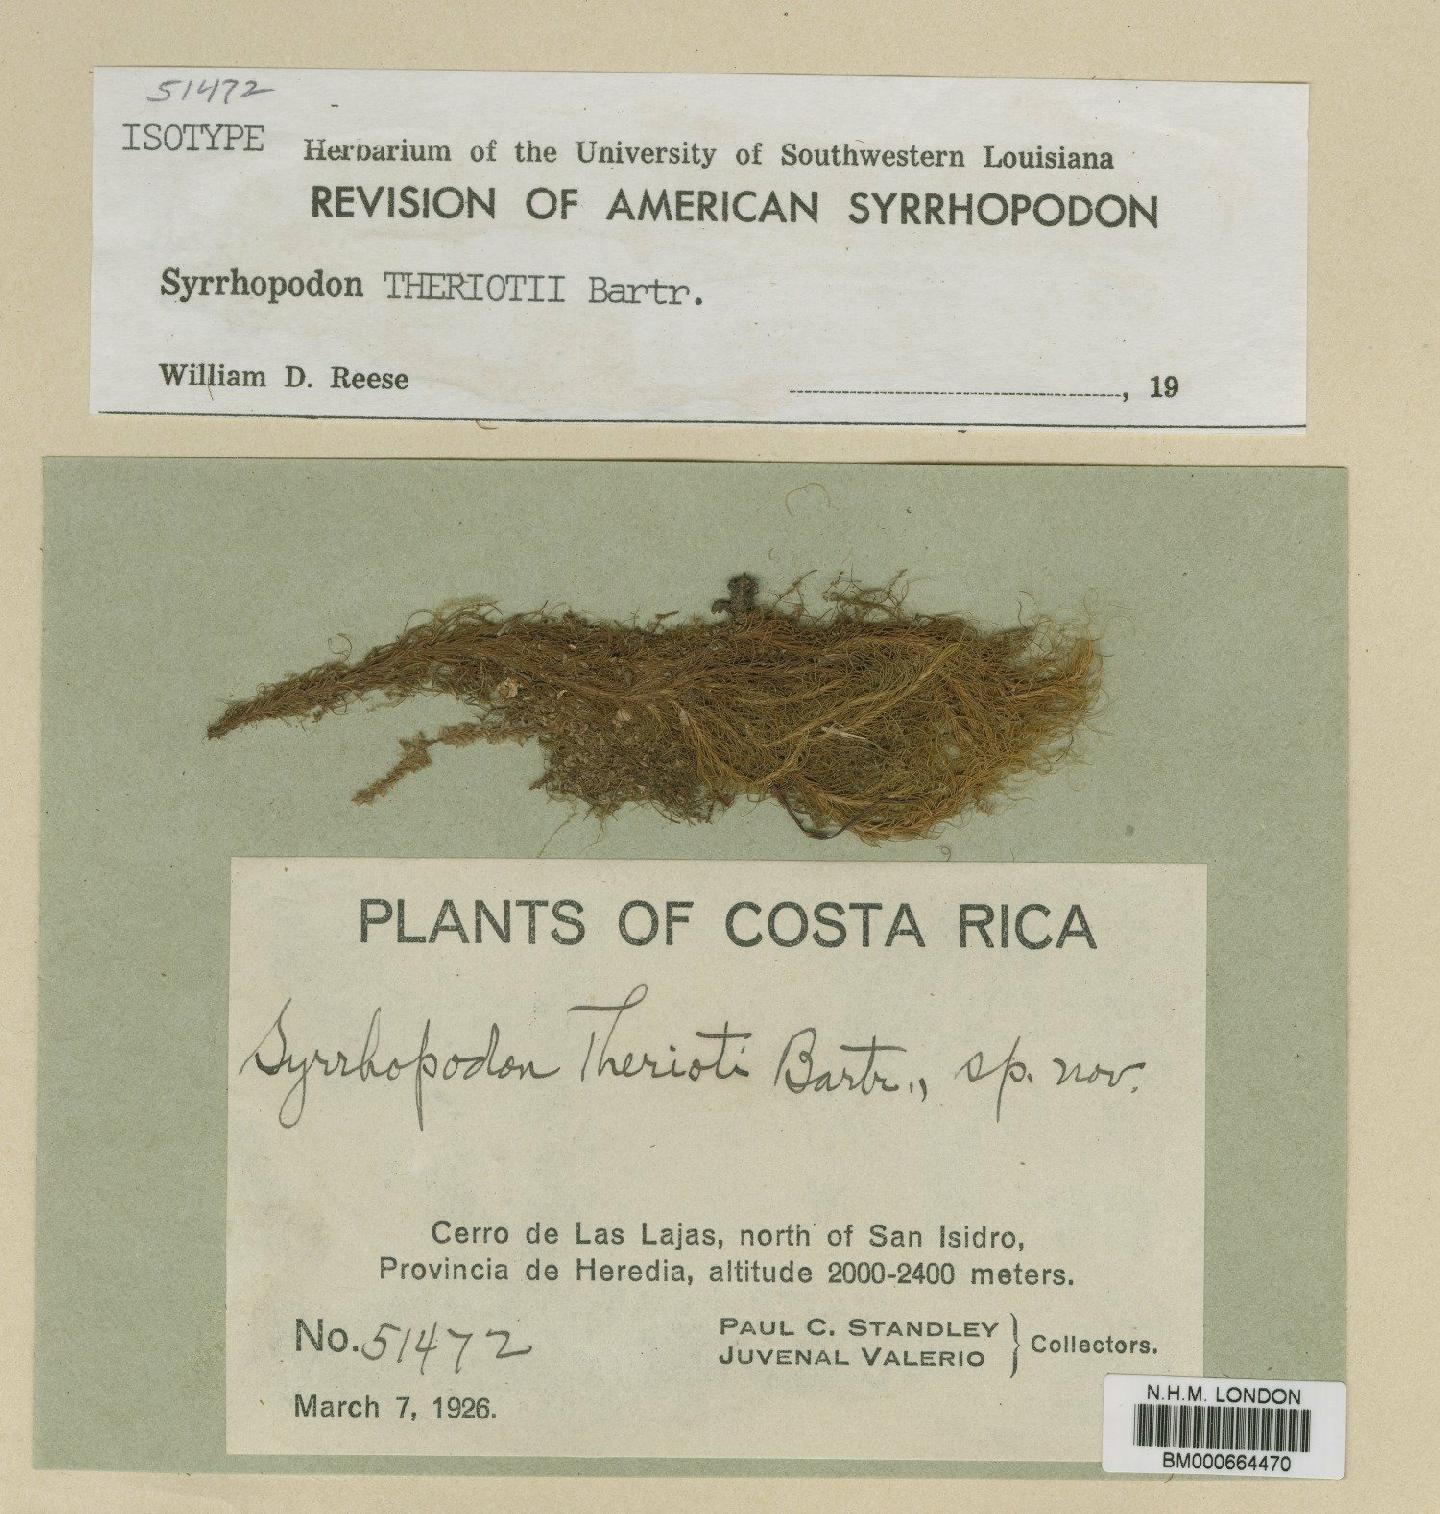 51472
ISOTYPE
Herbarium of the University of Southwestern Louisiana
REVISION OF AMERICAN SYRRHOPODON
Syrrhopodon THERIOTII Bartr.
William D. Reese
, 19
PLANTS OF COSTA RICA
Syrrhopodon Therioti Bartr., sp. nov.
Cerro de Las Lajas, north of San Isidro,
Provincia de Heredia, altitude 2000-2400 meters.
No. 51472
PAUL C. STANDLEY
JUVENAL VALERIO } Collectors.
March 7, 1926.
N.H.M. LONDON
BM000664470